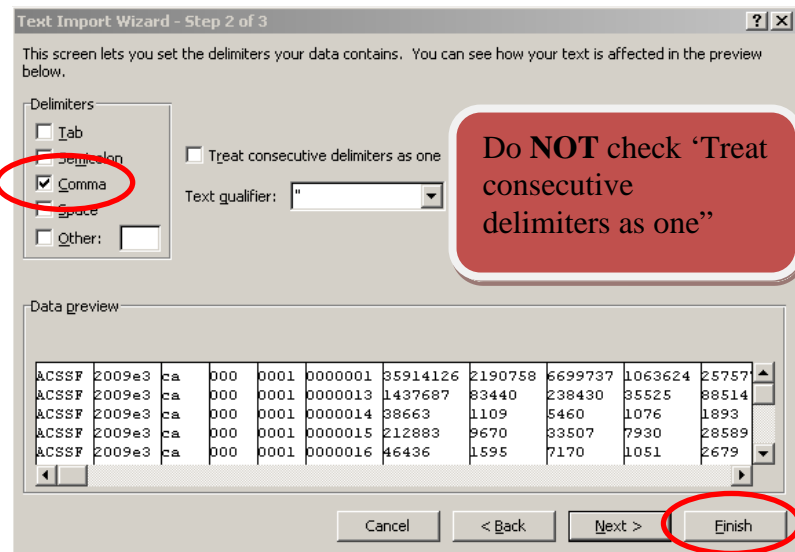 Text Import Wizard - Step 2 of 3
This screen lets you set the delimiters your data contains. You can see how your text is affected in the preview
below.
Delimiters
Tab
Semicolon
Comma
Space
Other:
Treat consecutive delimiters as one
Text qualifier: "
Do NOT check ‘Treat
consecutive
delimiters as one”
Data preview
ACSSF 2009e3 ca 000 0001 0000001 35914126 2190758 6699737 1063624 25757
ACSSF 2009e3 ca 000 0001 0000013 1437687 83440 238430 35525 88514
ACSSF 2009e3 ca 000 0001 0000014 38663 1109 5460 1076 1893
ACSSF 2009e3 ca 000 0001 0000015 212883 9670 33507 7930 28589
ACSSF 2009e3 ca 000 0001 0000016 46436 1595 7170 1051 2679
Cancel < Back Next > Finish